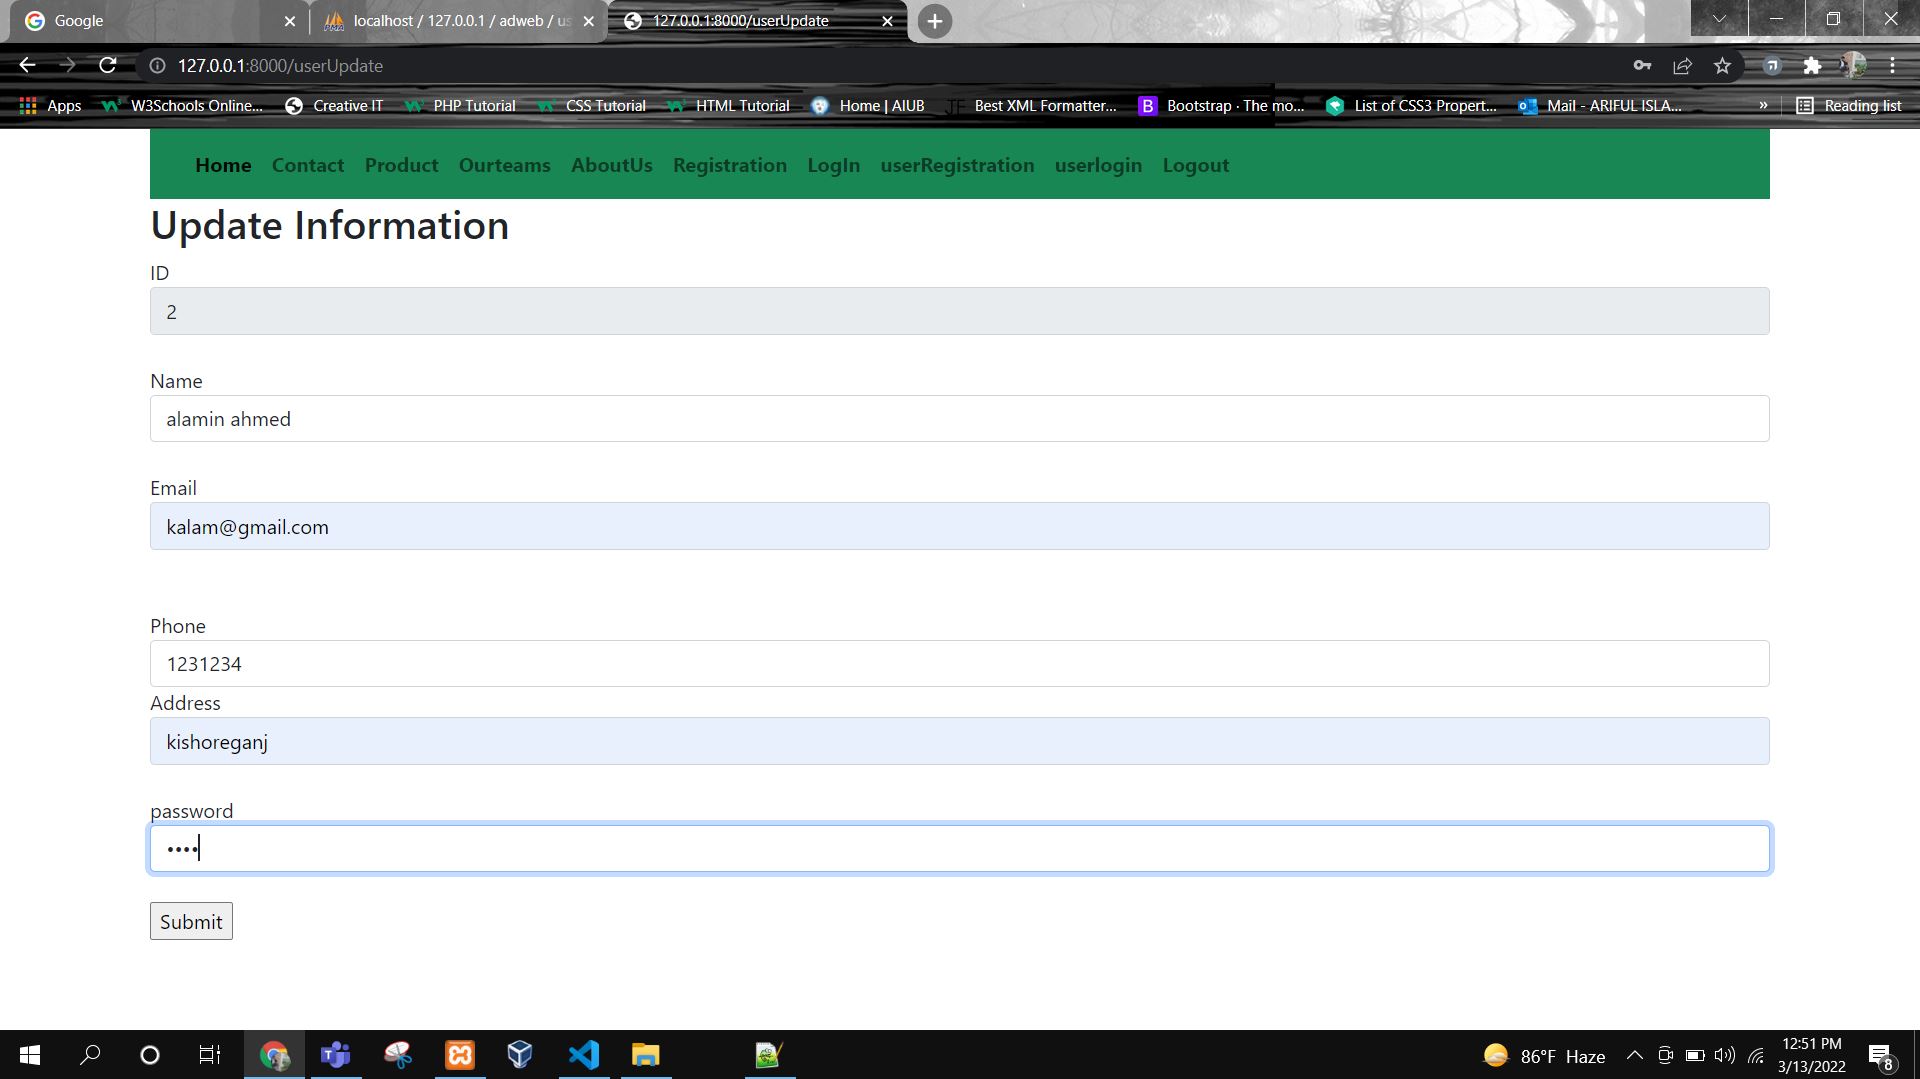 Google
localhost / 127.0.0.1 / adweb / us
127.0.0.1:8000/userUpdate
127.0.0.1:8000/userUpdate
Apps W3Schools Online... Creative IT PHP Tutorial CSS Tutorial HTML Tutorial Home | AIUB JF Best XML Formatter... B Bootstrap · The mo... List of CSS3 Propert... Mail - ARIFUL ISLA... » Reading list
Home Contact Product Ourteams AboutUs Registration LogIn userRegistration userlogin Logout
Update Information
ID
2
Name
alamin ahmed
Email
kalam@gmail.com
Phone
1231234
Address
kishoreganj
password
••••
Submit
86°F Haze
12:51 PM
3/13/2022
8